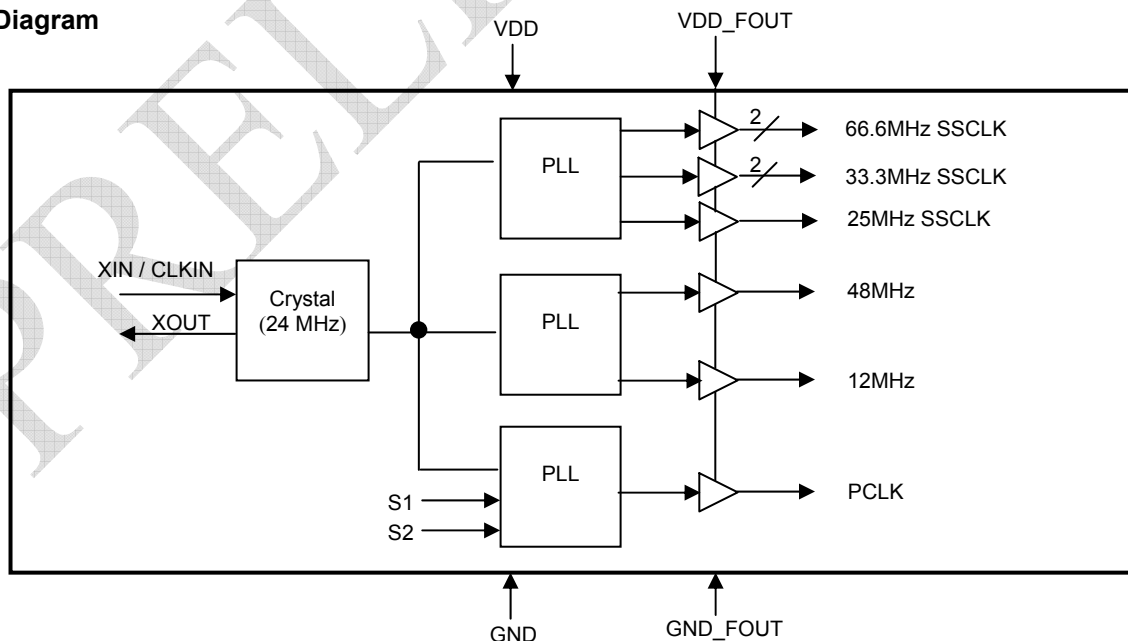 Diagram
VDD
VDD_FOUT
2
66.6MHz SSCLK
PLL
2
33.3MHz SSCLK
25MHz SSCLK
XIN / CLKIN
XOUT
Crystal
(24 MHz)
PLL
48MHz
12MHz
PLL
S1
S2
PCLK
GND
GND_FOUT